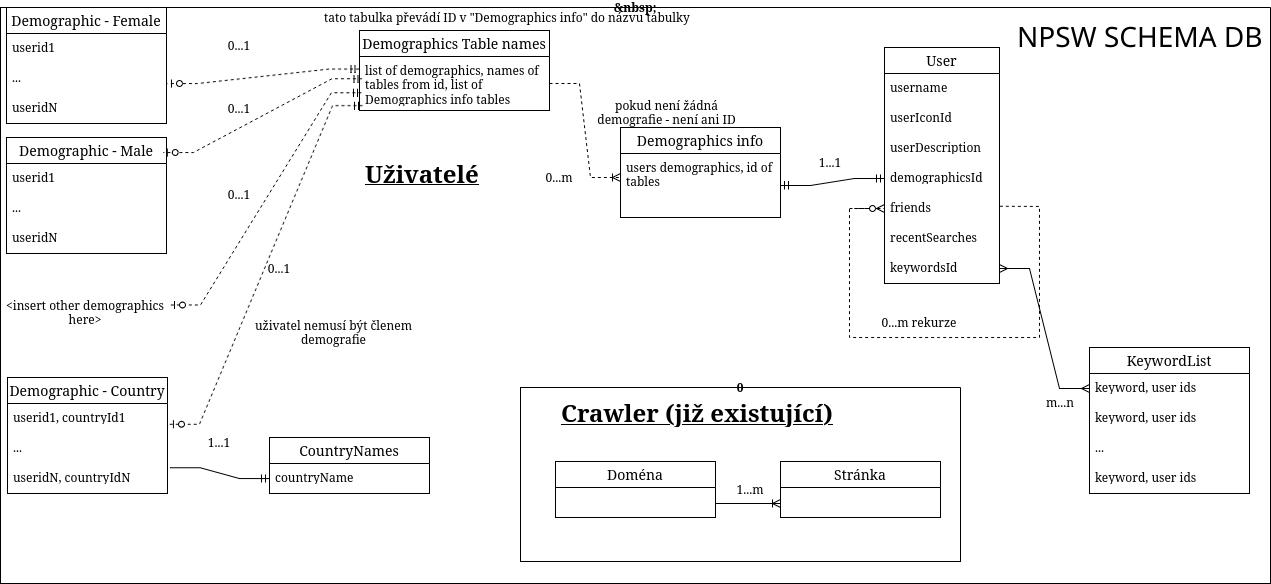 &nbsp;
tato tabulka převádí ID v "Demographics info" do názvu tabulky
NPSW SCHEMA DB
Demographic - Female
userid1
...
useridN
0...1
Demographics Table names
list of demographics, names of
tables from id, list of
Demographics info tables
0...1
Demographic - Male
userid1
...
useridN
0...1
Uživatelé
pokud není žádná
demografie - není ani ID
Demographics info
users demographics, id of
tables
0...m
1...1
User
username
userIconId
userDescription
demographicsId
friends
recentSearches
keywordsId
0...m rekurze
0...1
<insert other demographics
here>
uživatel nemusí být členem
demografie
Demographic - Country
userid1, countryId1
...
useridN, countryIdN
1...1
CountryNames
countryName
0
Crawler (již existující)
Doména
1...m
Stránka
m...n
KeywordList
keyword, user ids
keyword, user ids
...
keyword, user ids